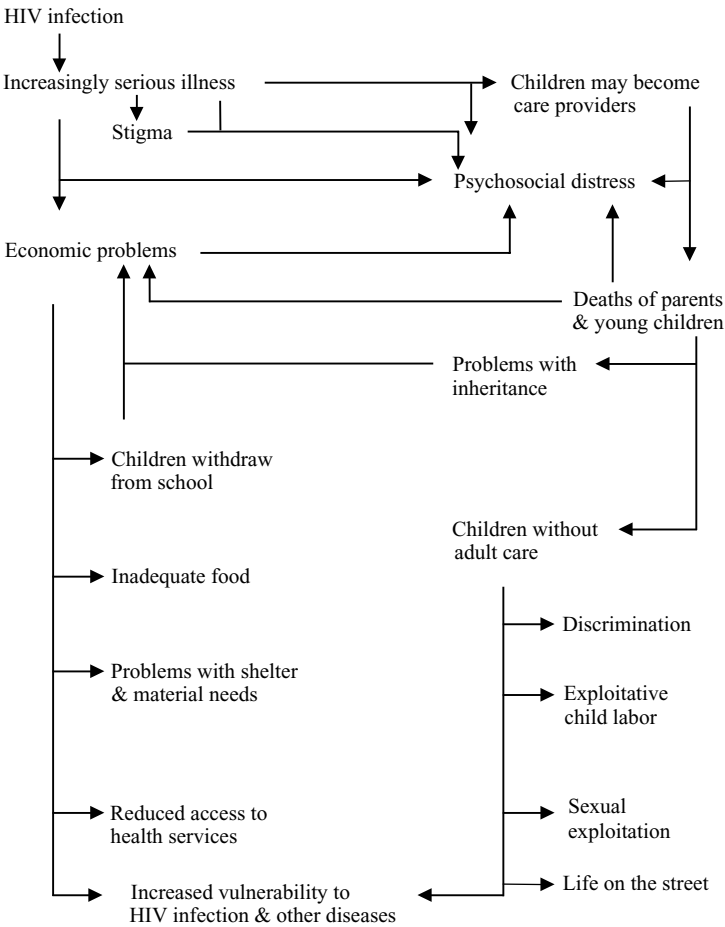 HIV infection
Increasingly serious illness
Children may become
care providers
Stigma
Psychosocial distress
Economic problems
Deaths of parents
& young children
Problems with
inheritance
Children withdraw
from school
Children without
adult care
Inadequate food
Discrimination
Problems with shelter
& material needs
Exploitative
child labor
Reduced access to
health services
Sexual
exploitation
Life on the street
Increased vulnerability to
HIV infection & other diseases